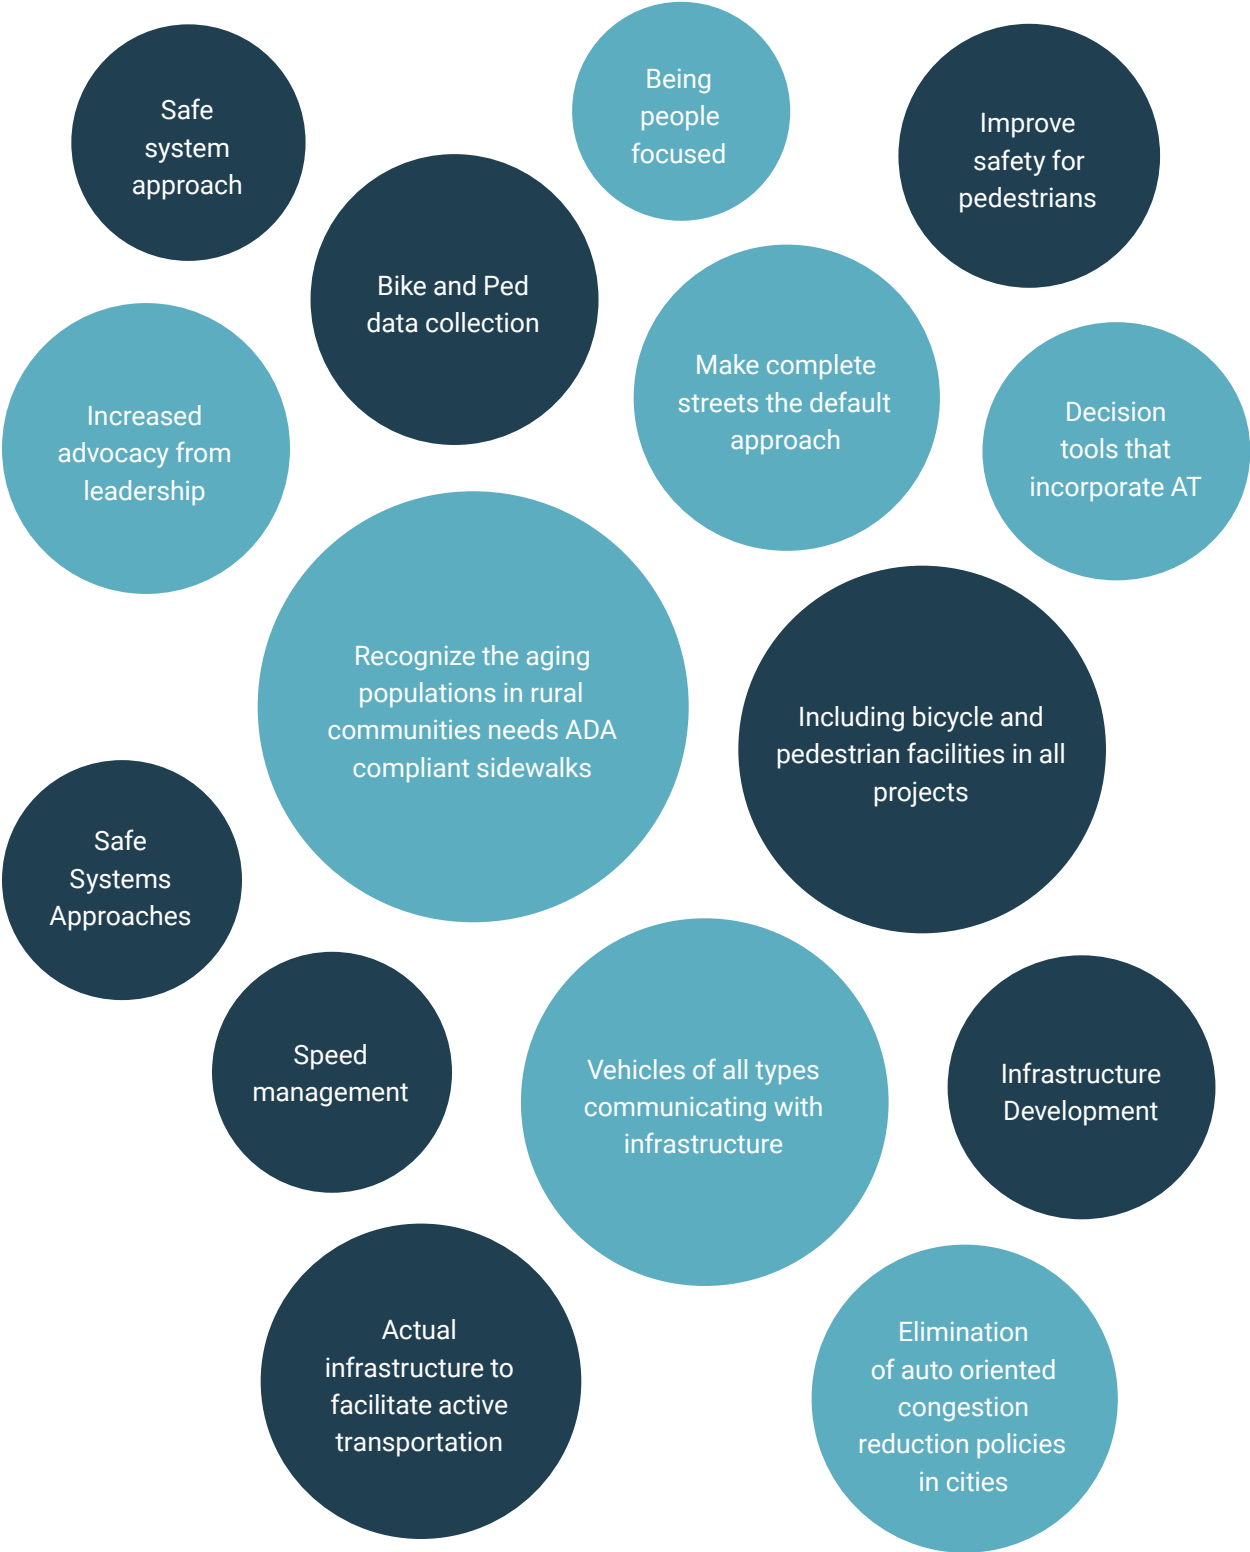 Safe
system
approach
Being
people
focused
Improve
safety for
pedestrians
Bike and Ped
data collection
Make complete
streets the default
approach
Increased
advocacy from
leadership
Decision
tools that
incorporate AT
Recognize the aging
populations in rural
communities needs ADA
compliant sidewalks
Including bicycle and
pedestrian facilities in all
projects
Safe
Systems
Approaches
Speed
management
Vehicles of all types
communicating with
infrastructure
Infrastructure
Development
Actual
infrastructure to
facilitate active
transportation
Elimination
of auto oriented
congestion
reduction policies
in cities